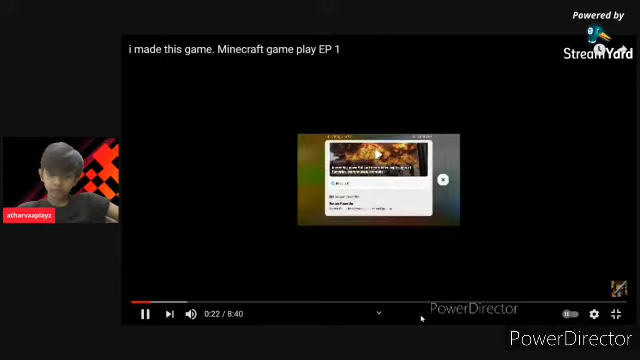 Powered by
StreamYard
i made this game. Minecraft game play EP 1
atharvaaplayz
0:22 / 8:40
PowerDirector
PowerDirector